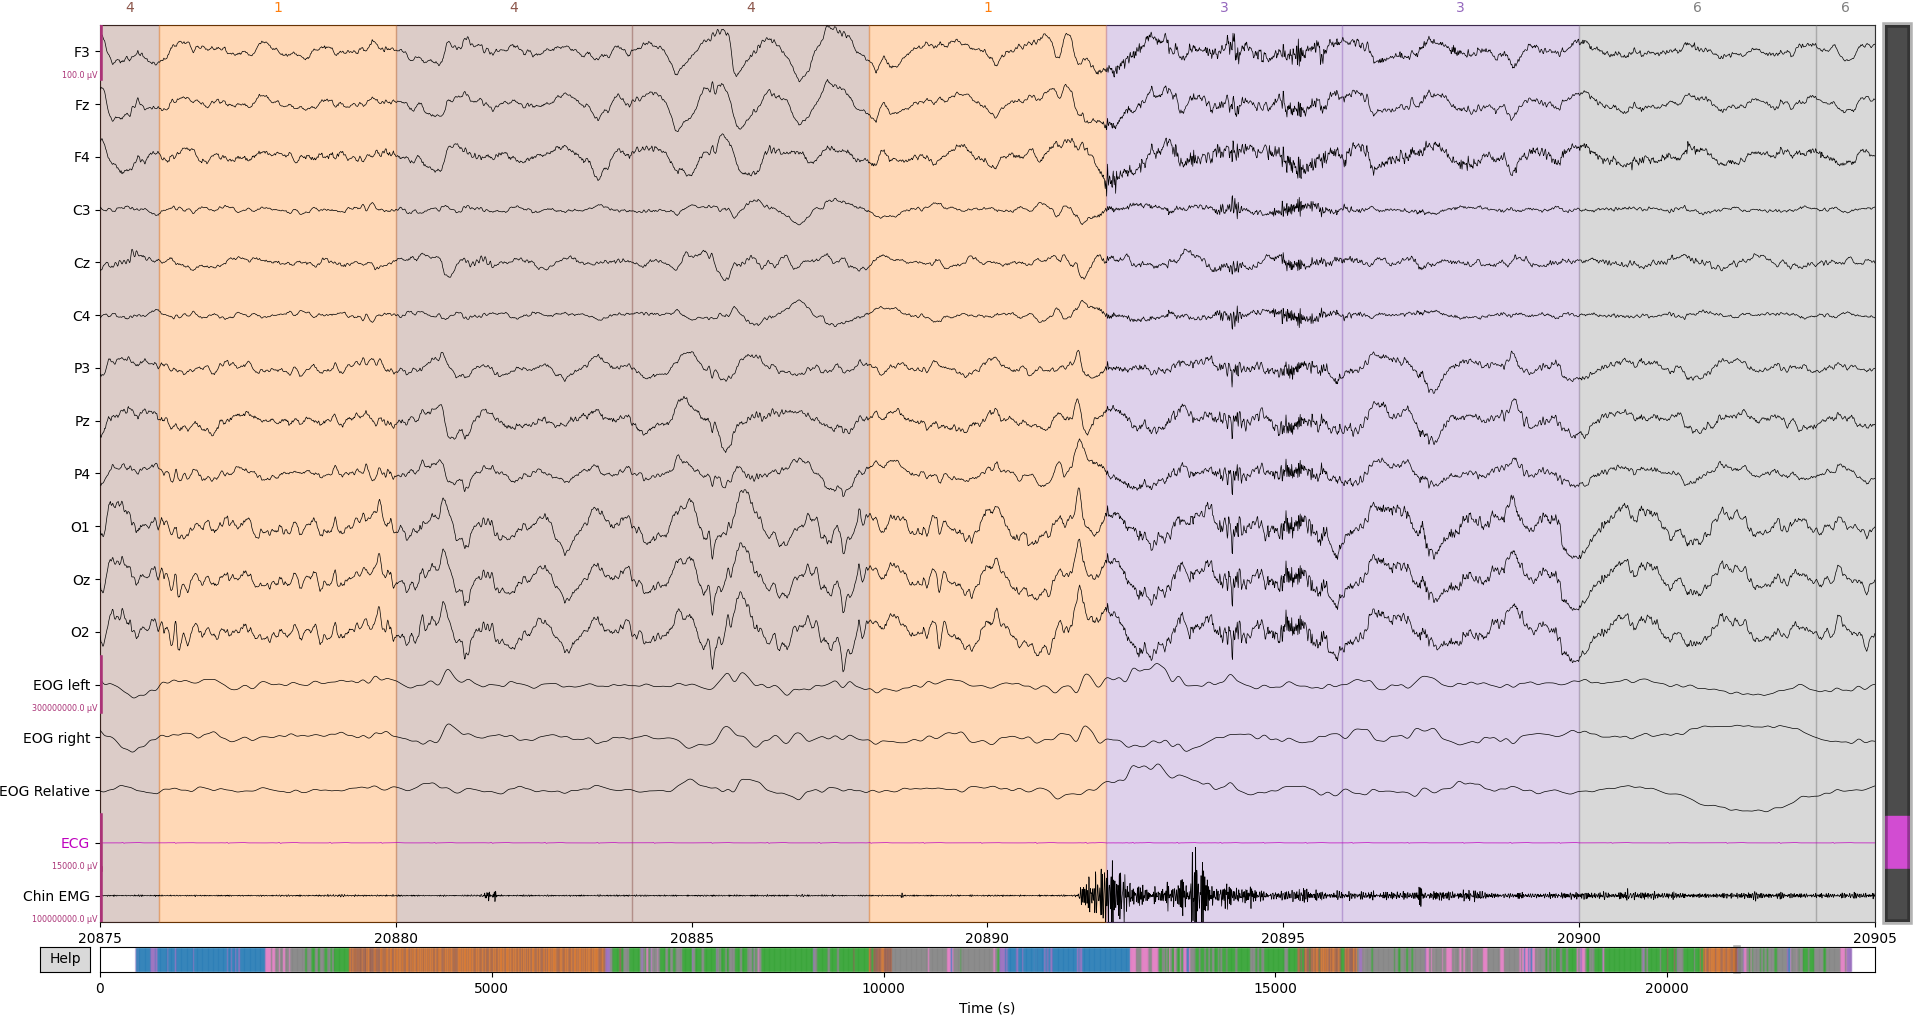 4 1 4 4 1 3 3 6 6
F3
100.0 µV
Fz
F4
C3
Cz
C4
P3
Pz
P4
O1
Oz
O2
EOG left
300000000.0 µV
EOG right
EOG Relative
ECG
15000.0 µV
Chin EMG
100000000.0 µV
20875 20880 20885 20890 20895 20900 20905
Help
0 5000 10000 15000 20000
Time (s)